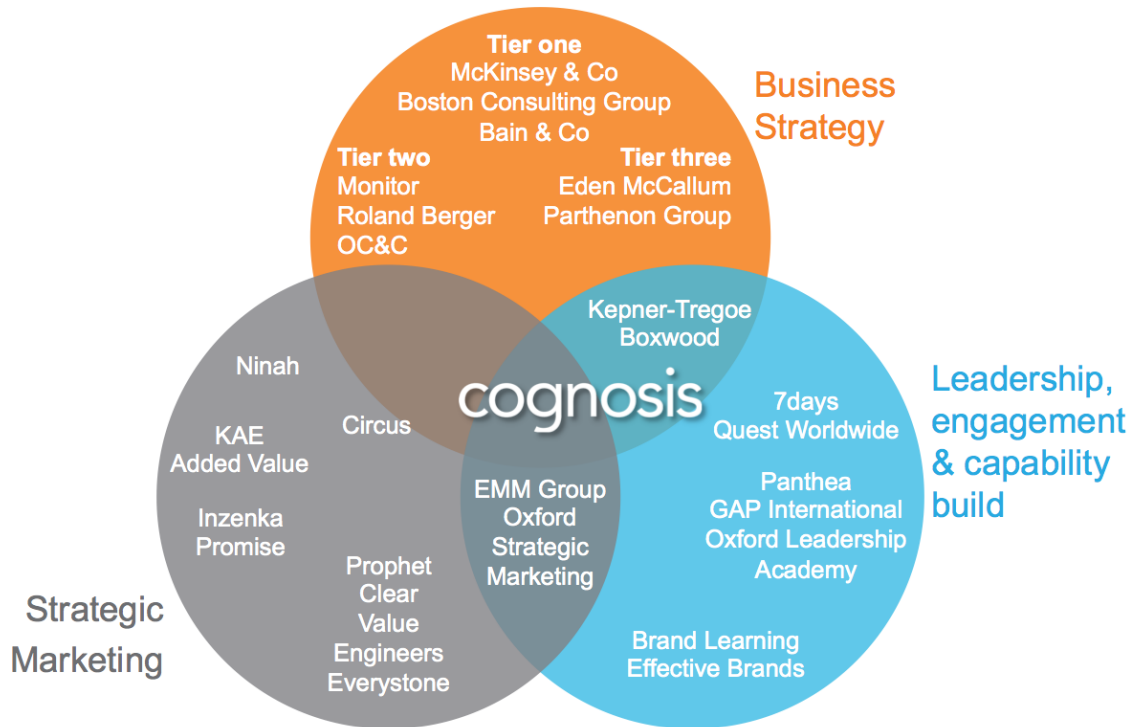 Tier one
McKinsey & Co
Boston Consulting Group
Bain & Co
Tier two
Monitor
Roland Berger
OC&C
Tier three
Eden McCallum
Parthenon Group
Business
Strategy
Kepner-Tregoe
Boxwood
cognosis
Ninah
Circus
KAE
Added Value
Inzenka
Promise
Prophet
Clear
Value
Engineers
Everystone
EMM Group
Oxford
Strategic
Marketing
7days
Quest Worldwide
Panthea
GAP International
Oxford Leadership
Academy
Brand Learning
Effective Brands
Leadership,
engagement
& capability
build
Strategic
Marketing